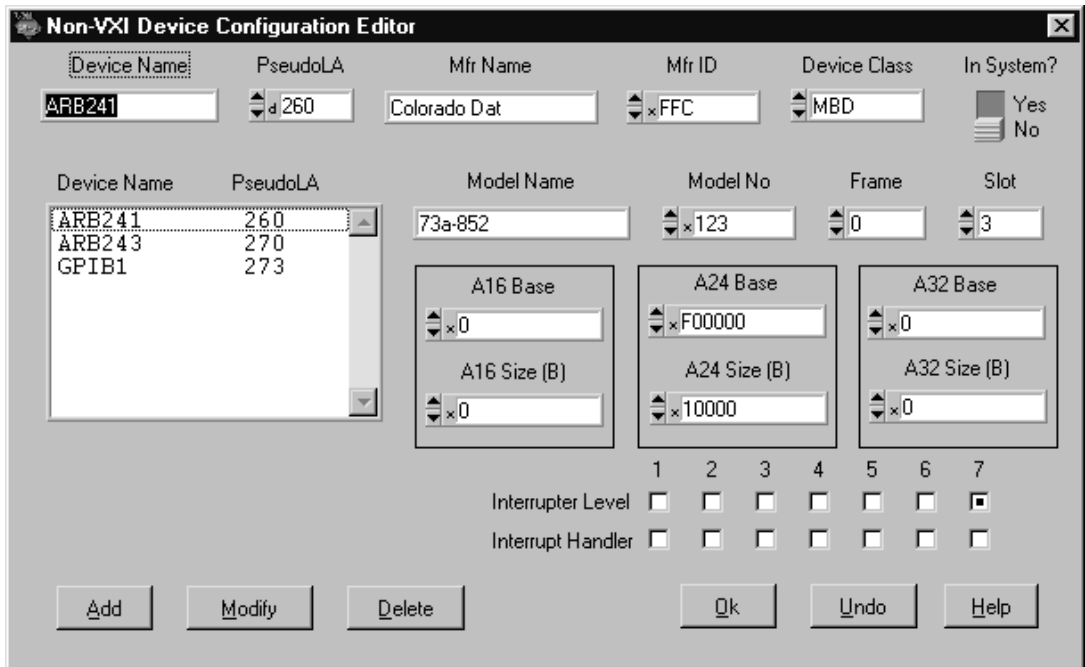 Non-VXI Device Configuration Editor
Device Name PseudoLA Mfr Name Mfr ID Device Class In System?
ARB241 d 260 Colorado Dat x FFC MBD Yes
No
Device Name PseudoLA Model Name Model No Frame Slot
ARB241 260 73a-852 x 123 0 3
ARB243 270
GPIB1 273
A16 Base A24 Base A32 Base
x 0 x F00000 x 0
A16 Size (B) A24 Size (B) A32 Size (B)
x 0 x 10000 x 0
1 2 3 4 5 6 7
Interrupter Level
Interrupt Handler
Add Modify Delete Ok Undo Help